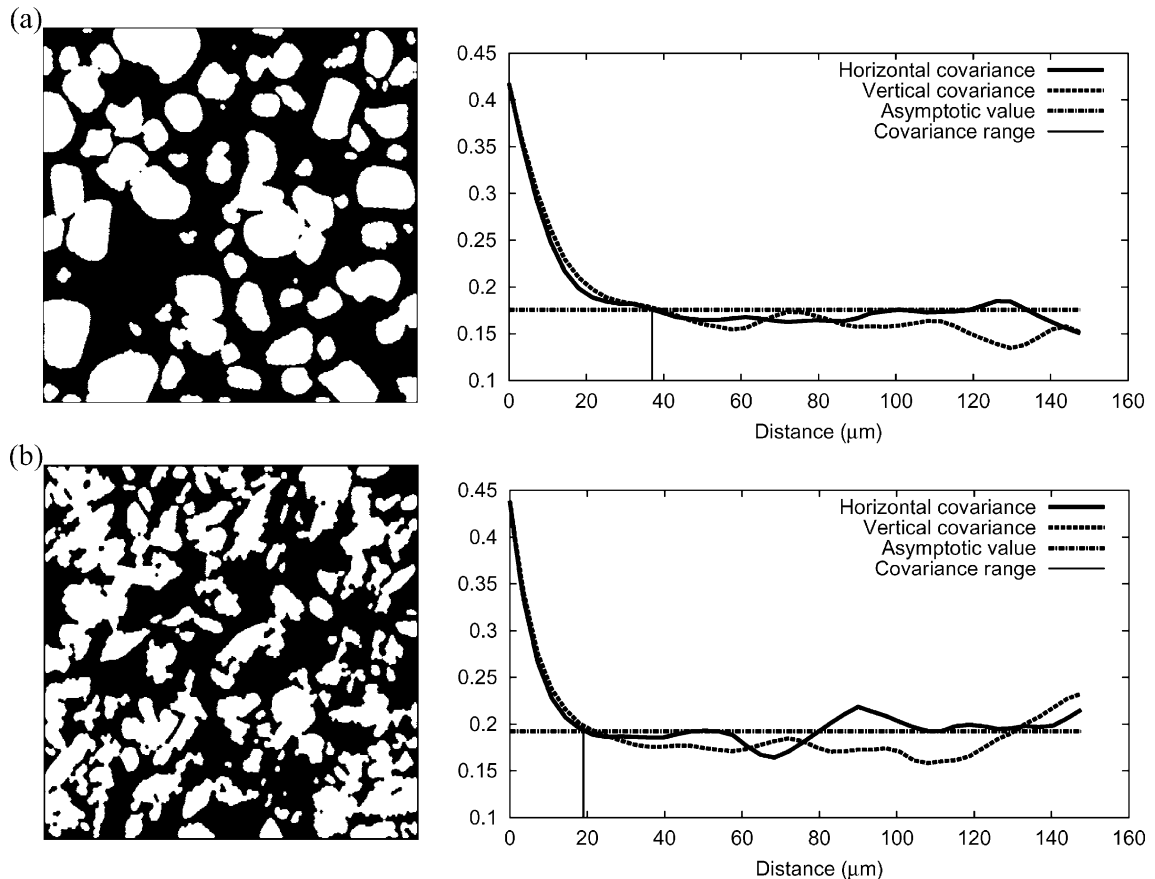 (a)
0.45
0.4
0.35
0.3
0.25
0.2
0.15
0.1
Horizontal covariance
Vertical covariance
Asymptotic value
Covariance range
0 20 40 60 80 100 120 140 160
Distance (μm)
(b)
0.45
0.4
0.35
0.3
0.25
0.2
0.15
0.1
Horizontal covariance
Vertical covariance
Asymptotic value
Covariance range
0 20 40 60 80 100 120 140 160
Distance (μm)